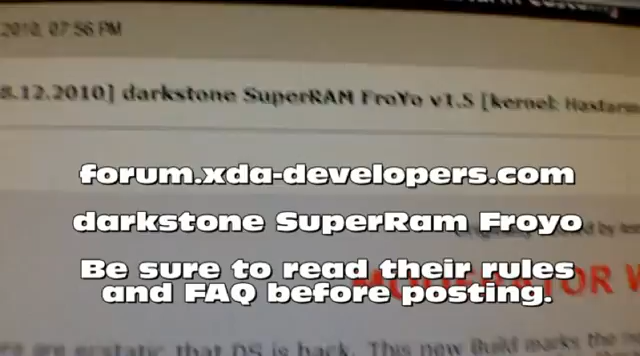 2010, 07:56 PM
8.12.2010] darkstone SuperRAM FroYo v1.5 [kernel:
forum.xda-developers.com
darkstone SuperRam Froyo
by
Be sure to read their rules
and FAQ before posting.
are ecstatic that DS is back. This new Build marks the